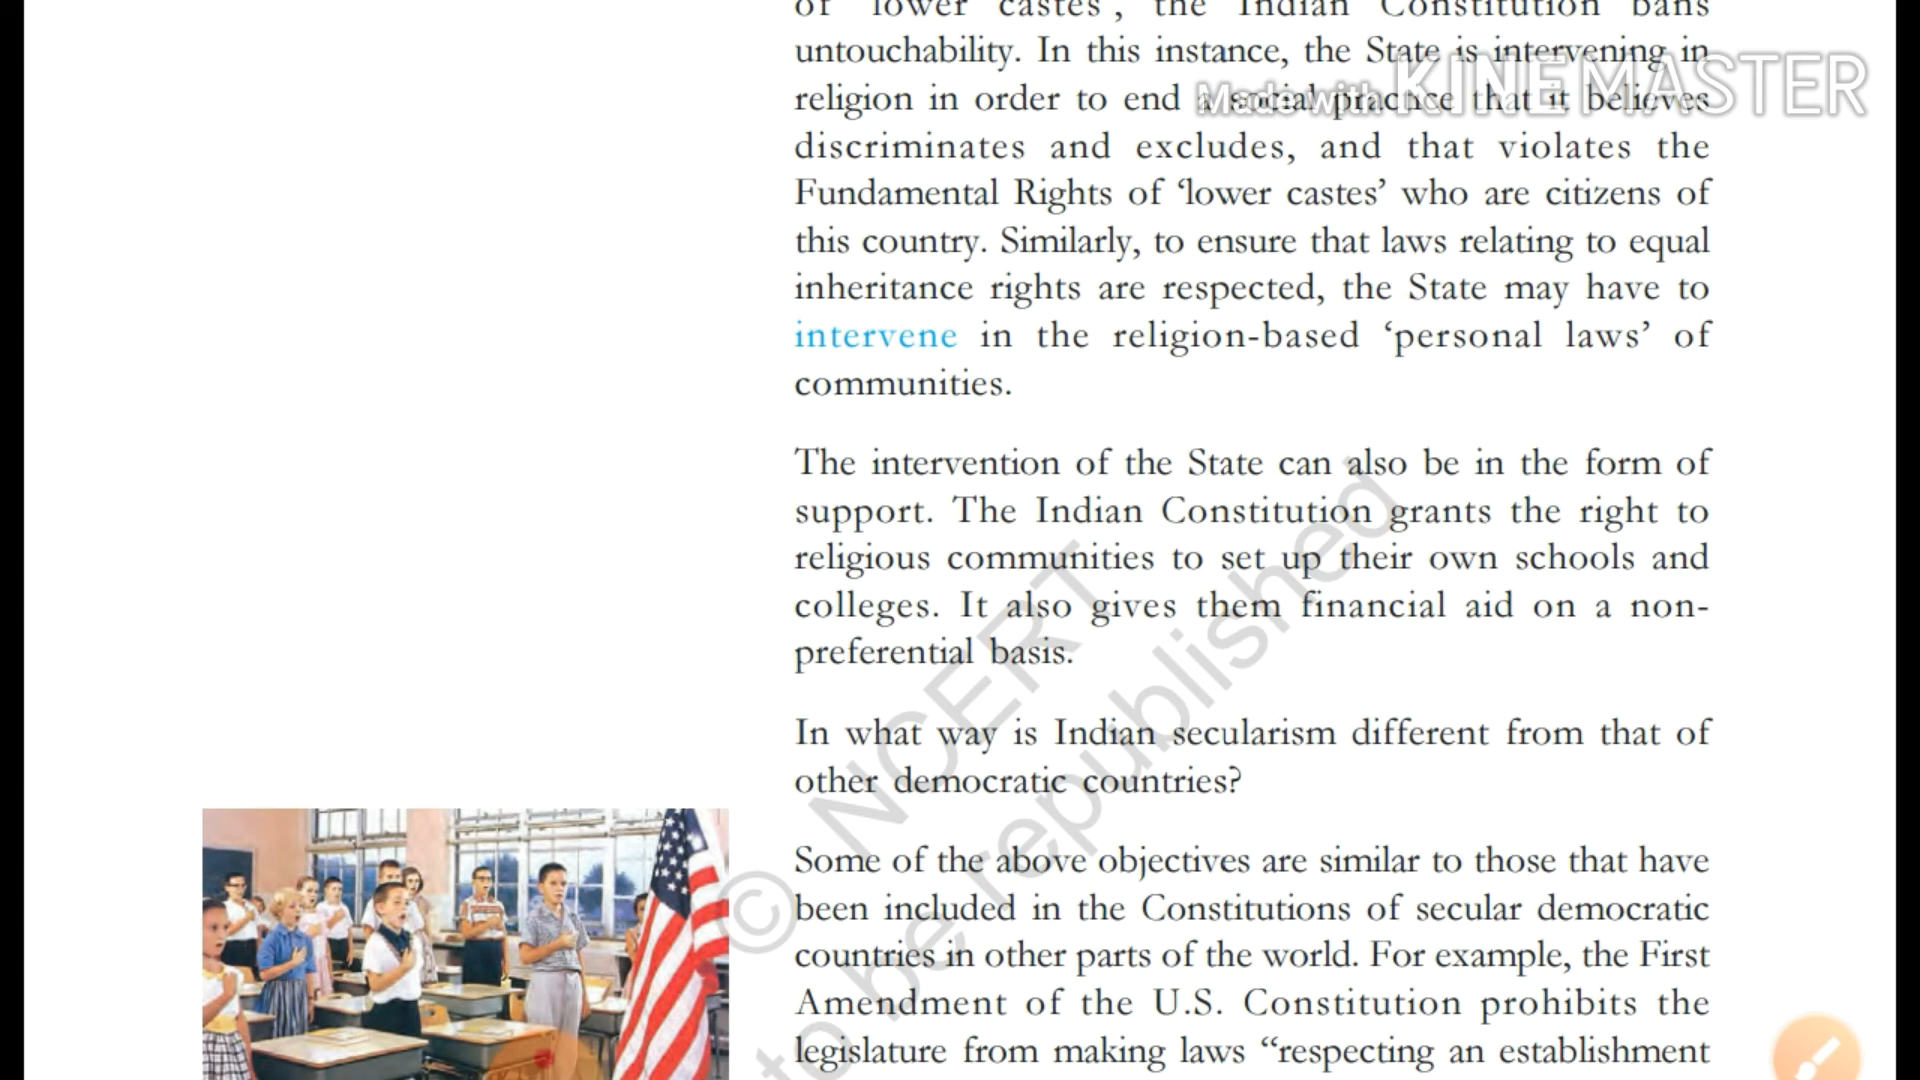 of 'lower castes', the Indian Constitution bans
untouchability. In this instance, the State is intervening in
religion in order to end a social practice that it believes
discriminates and excludes, and that violates the
Fundamental Rights of ‘lower castes’ who are citizens of
this country. Similarly, to ensure that laws relating to equal
inheritance rights are respected, the State may have to
intervene in the religion-based ‘personal laws’ of
communities.
The intervention of the State can also be in the form of
support. The Indian Constitution grants the right to
religious communities to set up their own schools and
colleges. It also gives them financial aid on a non-
preferential basis.
In what way is Indian secularism different from that of
other democratic countries?
Some of the above objectives are similar to those that have
been included in the Constitutions of secular democratic
countries in other parts of the world. For example, the First
Amendment of the U.S. Constitution prohibits the
legislature from making laws “respecting an establishment
Made with KINEMASTER
© NCERT
to be republished